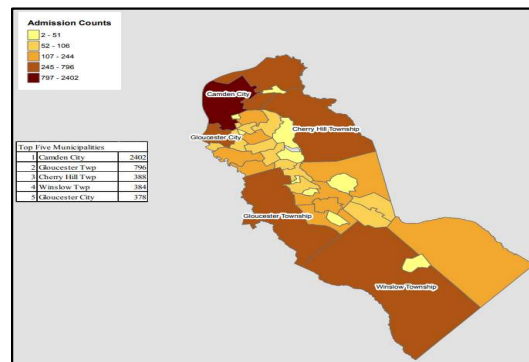 Admission Counts
2 - 51
52 - 106
107 - 244
245 - 796
797 - 2402
Camden City
Cherry Hill Township
Gloucester City
Top Five Municipalities
1 Camden City 2402
2 Gloucester Twp 796
3 Cherry Hill Twp 388
4 Winslow Twp 384
5 Gloucester City 378
Gloucester Township
Winslow Township